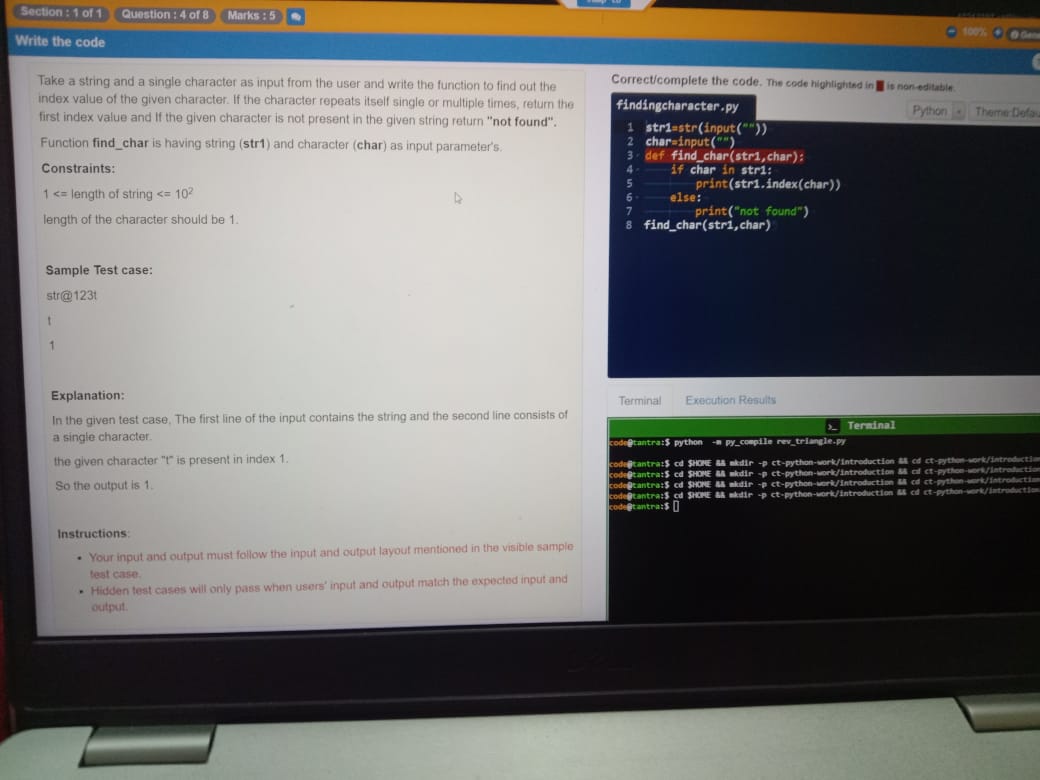 Section : 1 of 1
Question : 4 of 8
Marks : 5
100%
Write the code
Take a string and a single character as input from the user and write the function to find out the
index value of the given character. If the character repeats itself single or multiple times, return the
first index value and If the given character is not present in the given string return "not found".
Function find_char is having string (str1) and character (char) as input parameter's.
Constraints:
1 <= length of string <= 10²
length of the character should be 1.
Sample Test case:
str@123t
t
1
Explanation:
In the given test case, The first line of the input contains the string and the second line consists of
a single character.
the given character "t" is present in index 1.
So the output is 1.
Instructions:
• Your input and output must follow the input and output layout mentioned in the visible sample
test case.
• Hidden test cases will only pass when users' input and output match the expected input and
output.
Correct/complete the code. The code highlighted in is non-editable.
findingcharacter.py
Python
1 str1=str(input(""))
2 char=input("")
3 def find_char(str1,char):
4 if char in str1:
5 print(str1.index(char))
6 else:
7 print("not found")
8 find_char(str1,char)
Terminal
Execution Results
>_ Terminal
code@tantra:$ python -m py_compile rev_triangle.py
code@tantra:$ cd $HOME && mkdir -p ct-python-work/introduction && cd ct-python-work/introduction
code@tantra:$ cd $HOME && mkdir -p ct-python-work/introduction && cd ct-python-work/introduction
code@tantra:$ cd $HOME && mkdir -p ct-python-work/introduction && cd ct-python-work/introduction
code@tantra:$ cd $HOME && mkdir -p ct-python-work/introduction && cd ct-python-work/introduction
code@tantra:$